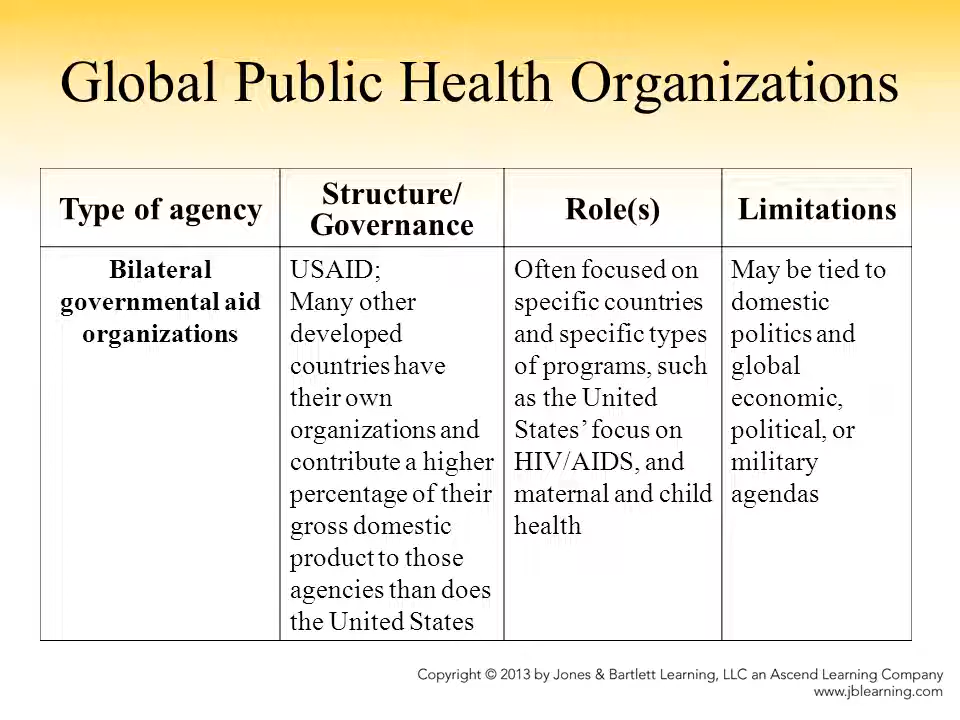 Global Public Health Organizations
Type of agency
Structure/
Governance
Role(s)
Limitations
Bilateral
governmental aid
organizations
USAID;
Many other
developed
countries have
their own
organizations and
contribute a higher
percentage of their
gross domestic
product to those
agencies than does
the United States
Often focused on
specific countries
and specific types
of programs, such
as the United
States’ focus on
HIV/AIDS, and
maternal and child
health
May be tied to
domestic
politics and
global
economic,
political, or
military
agendas
Copyright © 2013 by Jones & Bartlett Learning, LLC an Ascend Learning Company
www.jblearning.com